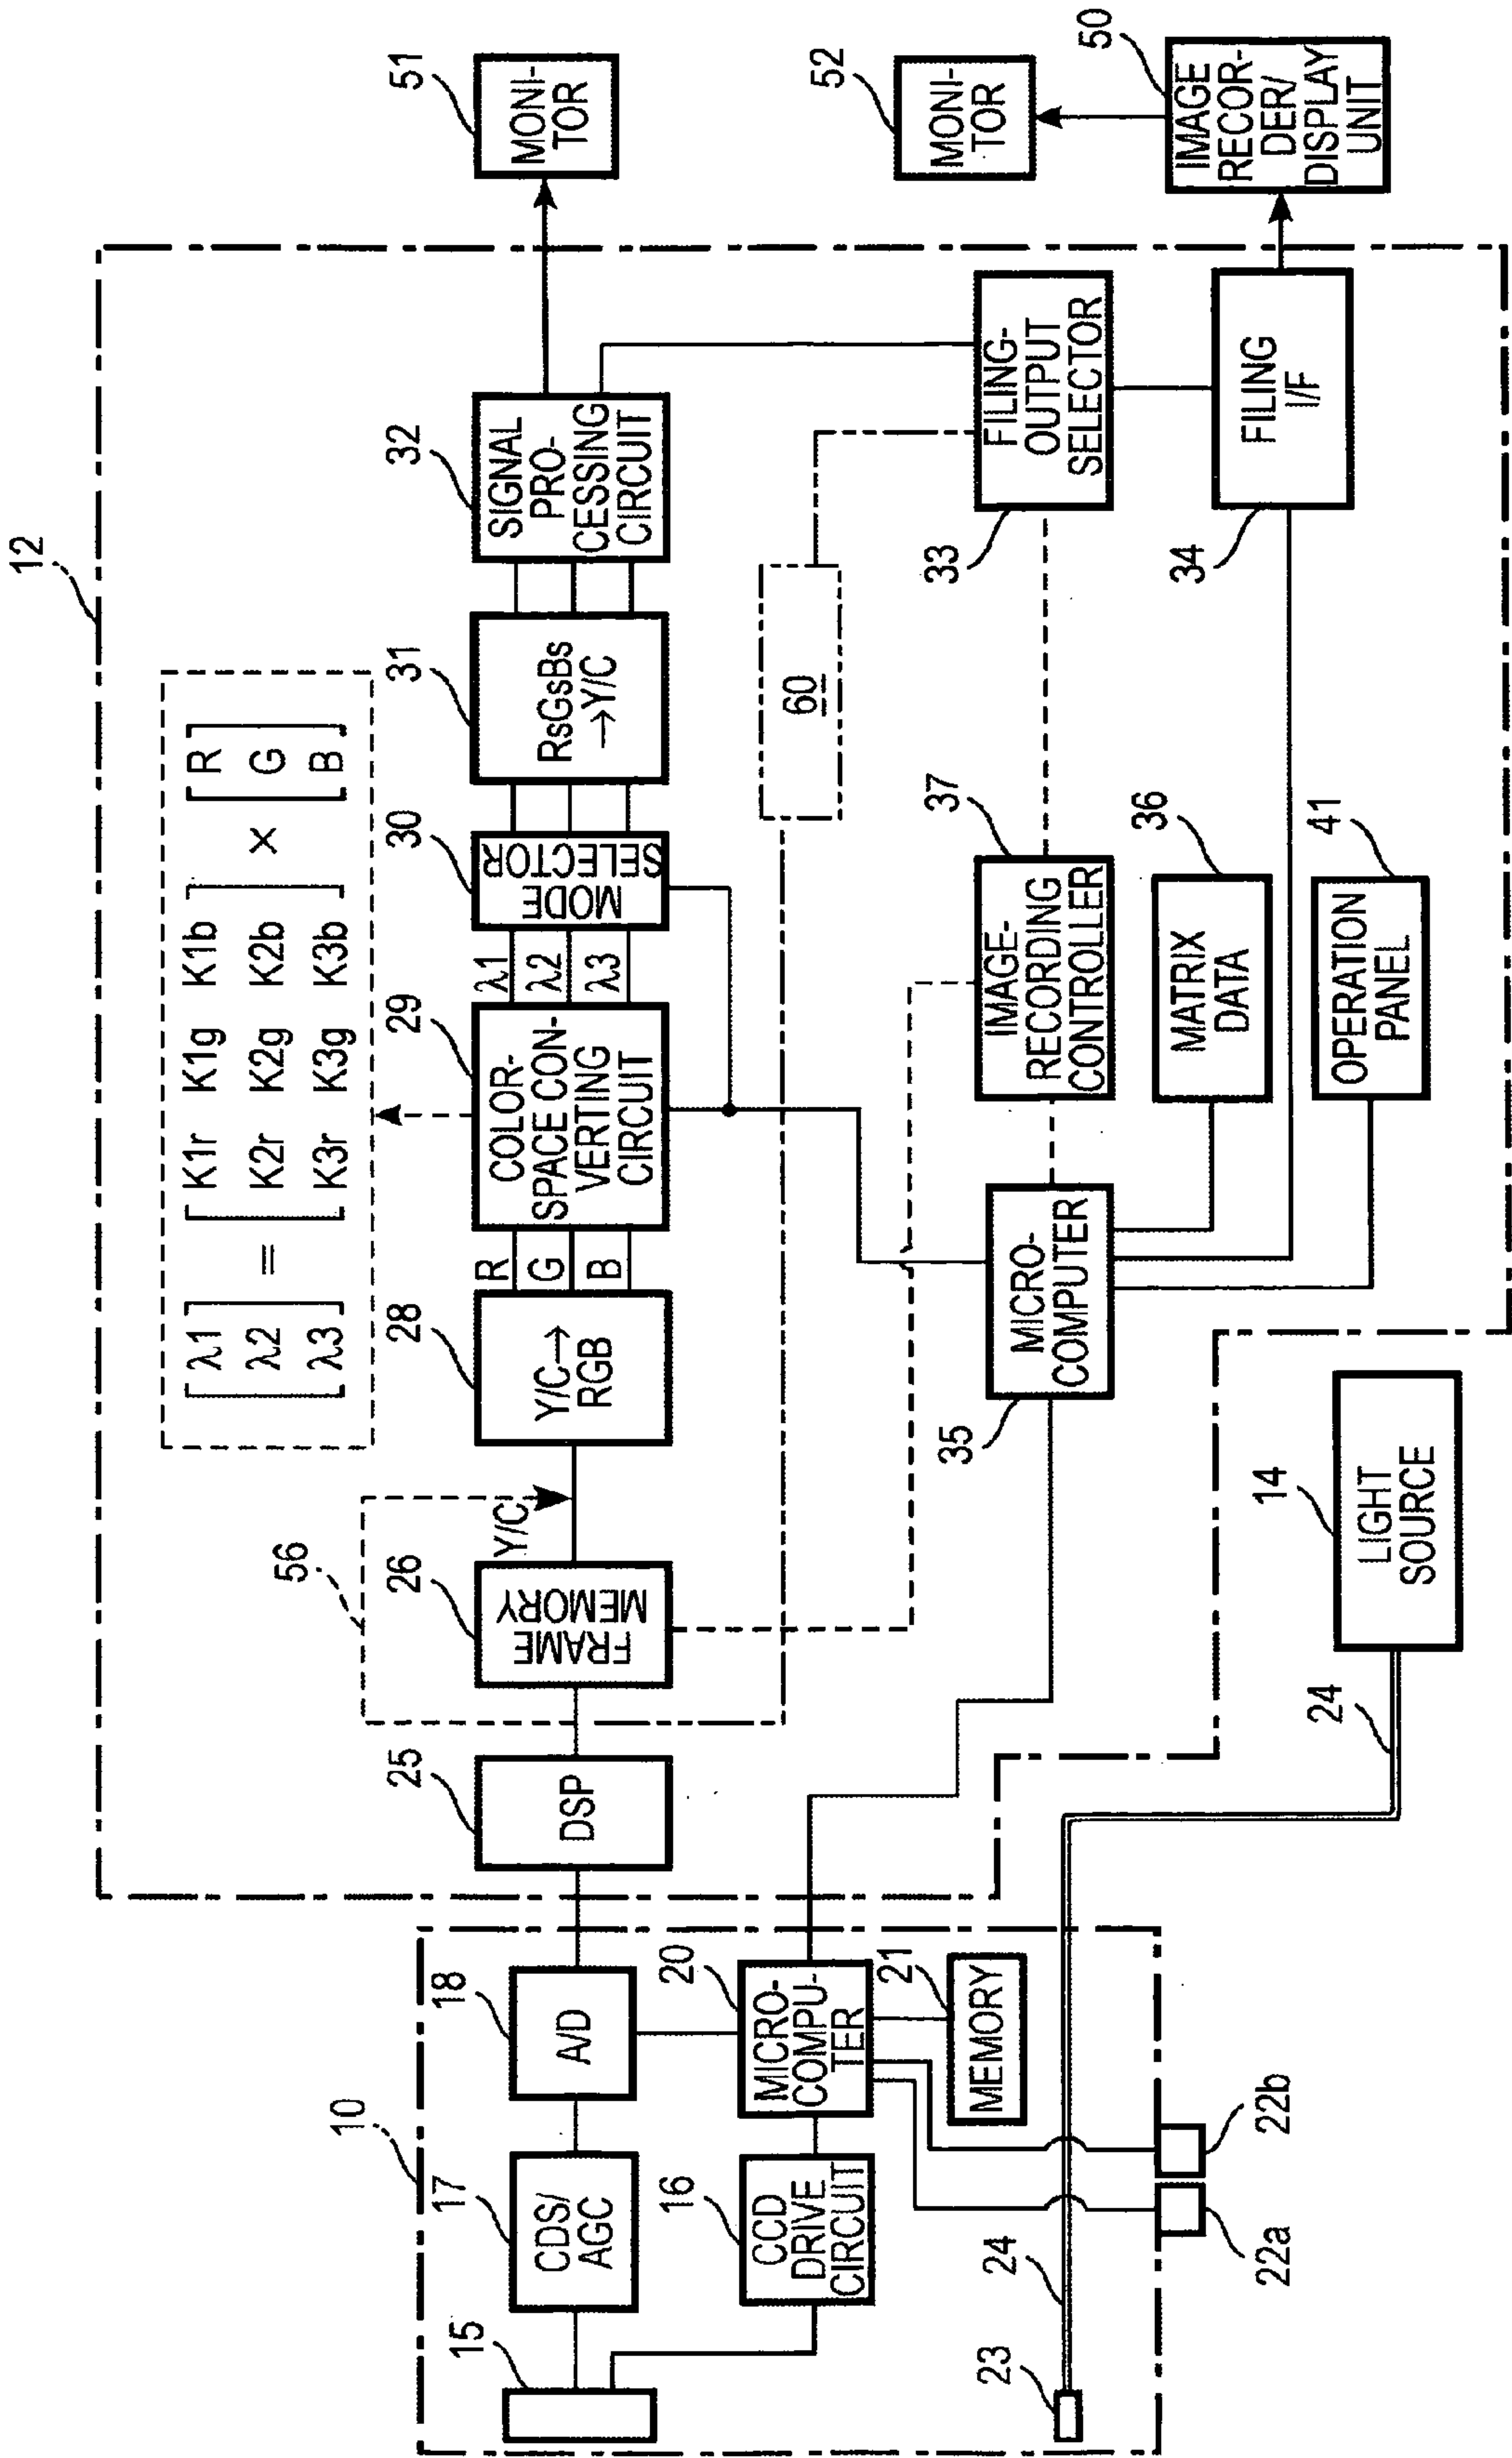 12
[λ1 λ2 λ3] = [K1r K1g K1b K2r K2g K2b K3r K3g K3b] × [R G B]
10
15
17
CDS/
AGC
18
A/D
25
DSP
56
26
FRAME
MEMORY
Y/C
28
Y/C→
RGB
R
G
B
29
COLOR-
SPACE CON-
VERTING
CIRCUIT
λ1
λ2
λ3
30
MODE
SELECTOR
31
RsGsBs
→Y/C
32
SIGNAL
PRO-
CESSING
CIRCUIT
51
MONI-
TOR
16
CCD
DRIVE
CIRCUIT
20
MICRO-
COMPU-
TER
21
MEMORY
60
52
MONI-
TOR
35
MICRO-
COMPUTER
37
IMAGE-
RECORDING
CONTROLLER
33
FILING-
OUTPUT
SELECTOR
50
IMAGE
RECOR-
DER/
DISPLAY
UNIT
36
MATRIX
DATA
34
FILING
I/F
41
OPERATION
PANEL
23
24
22a
22b
24
14
LIGHT
SOURCE